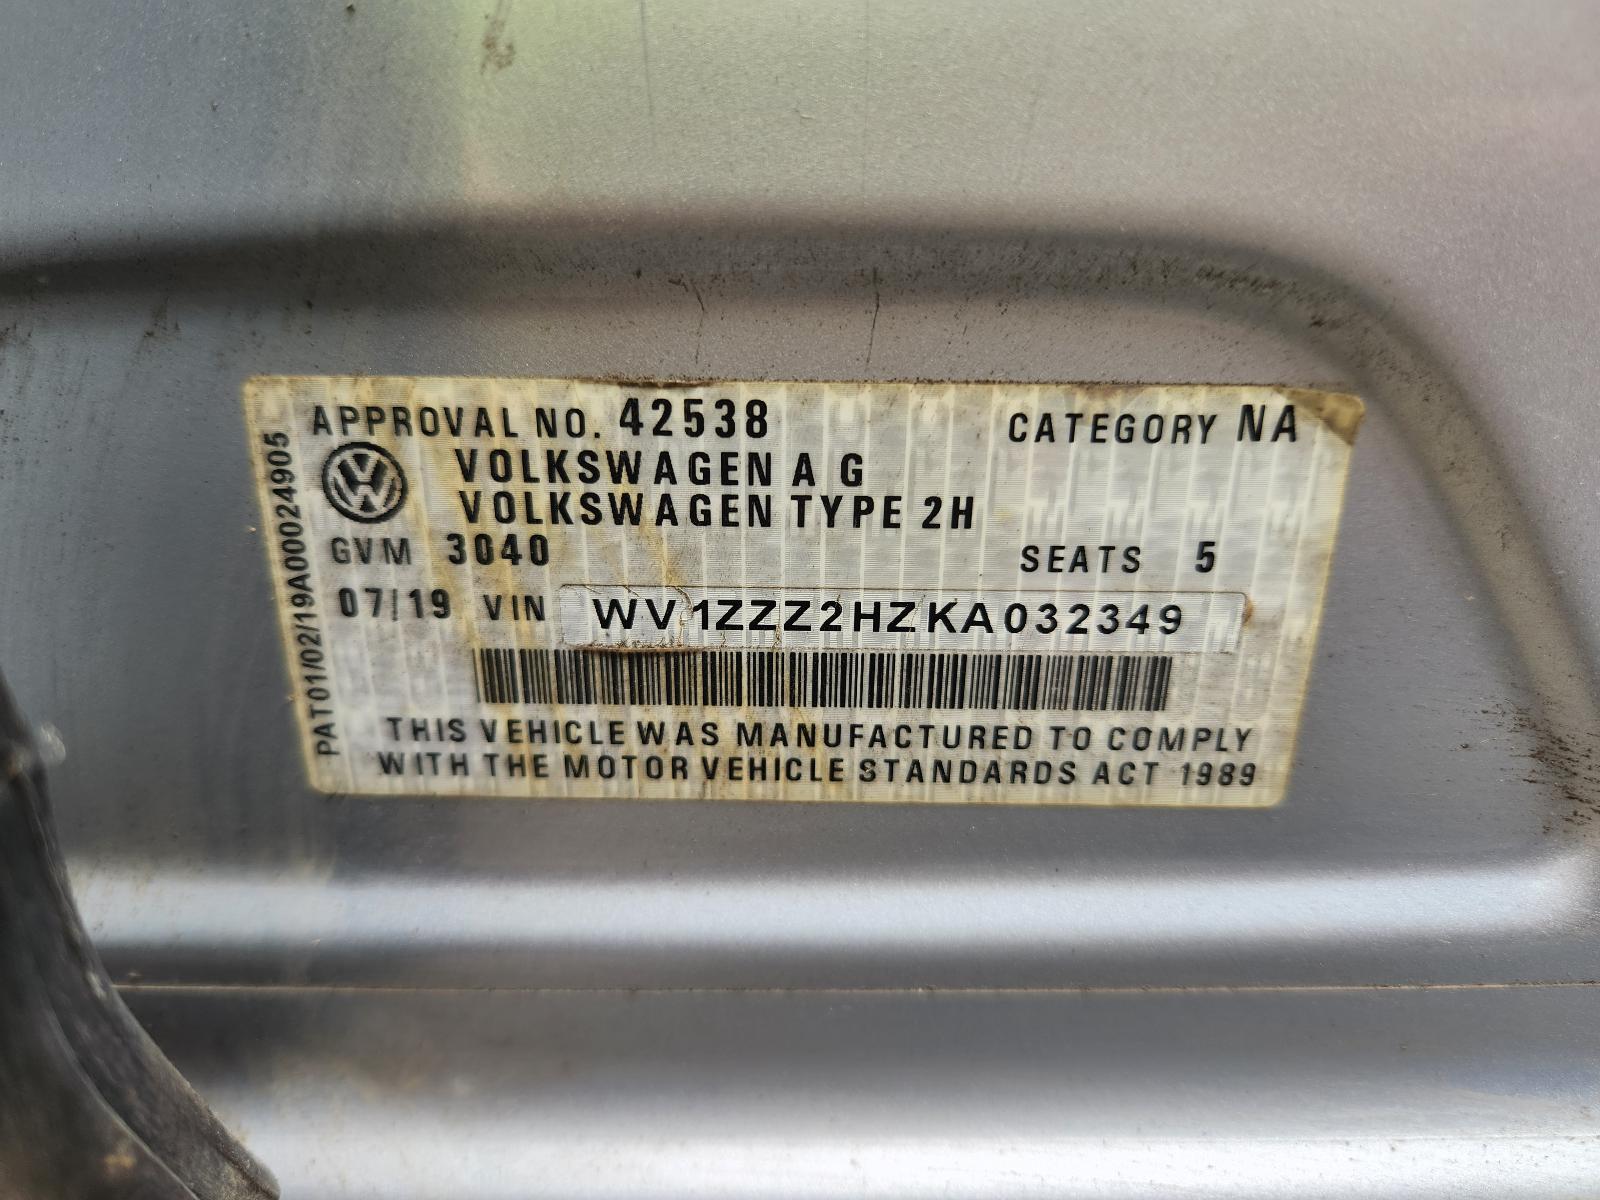 APPROVAL NO. 42538 CATEGORY NA
VOLKSWAGEN A G
VOLKSWAGEN TYPE 2H
GVM 3040 SEATS 5
07/19 VIN WV1ZZZ2HZKA032349
THIS VEHICLE WAS MANUFACTURED TO COMPLY
WITH THE MOTOR VEHICLE STANDARDS ACT 1989
PAT01/02/19A000024905